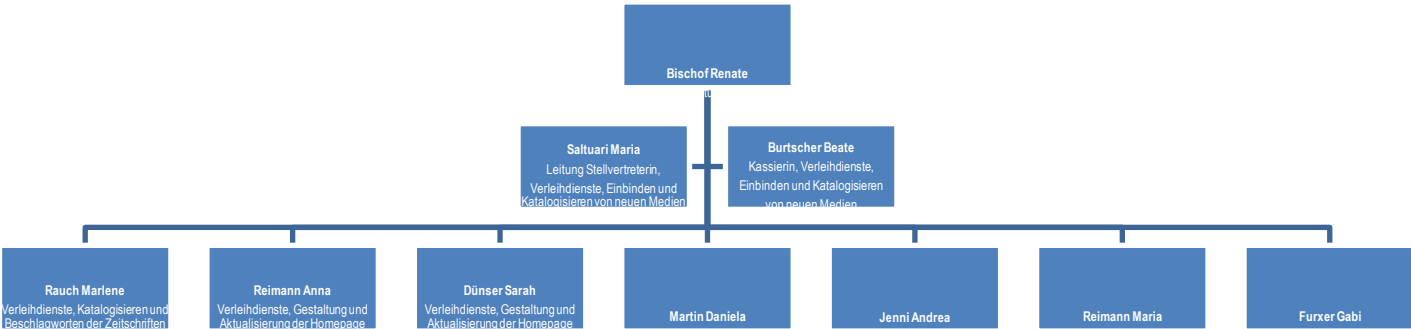 Bischof Renate
Saltuari Maria
Leitung Stellvertreterin,
Verleihdienste, Einbinden und
Katalogisieren von neuen Medien
Burtscher Beate
Kassierin, Verleihdienste,
Einbinden und Katalogisieren
von neuen Medien
Rauch Marlene
Verleihdienste, Katalogisieren und
Beschlagworten der Zeitschriften
Reimann Anna
Verleihdienste, Gestaltung und
Aktualisierung der Homepage
Dünser Sarah
Verleihdienste, Gestaltung und
Aktualisierung der Homepage
Martin Daniela
Jenni Andrea
Reimann Maria
Furxer Gabi